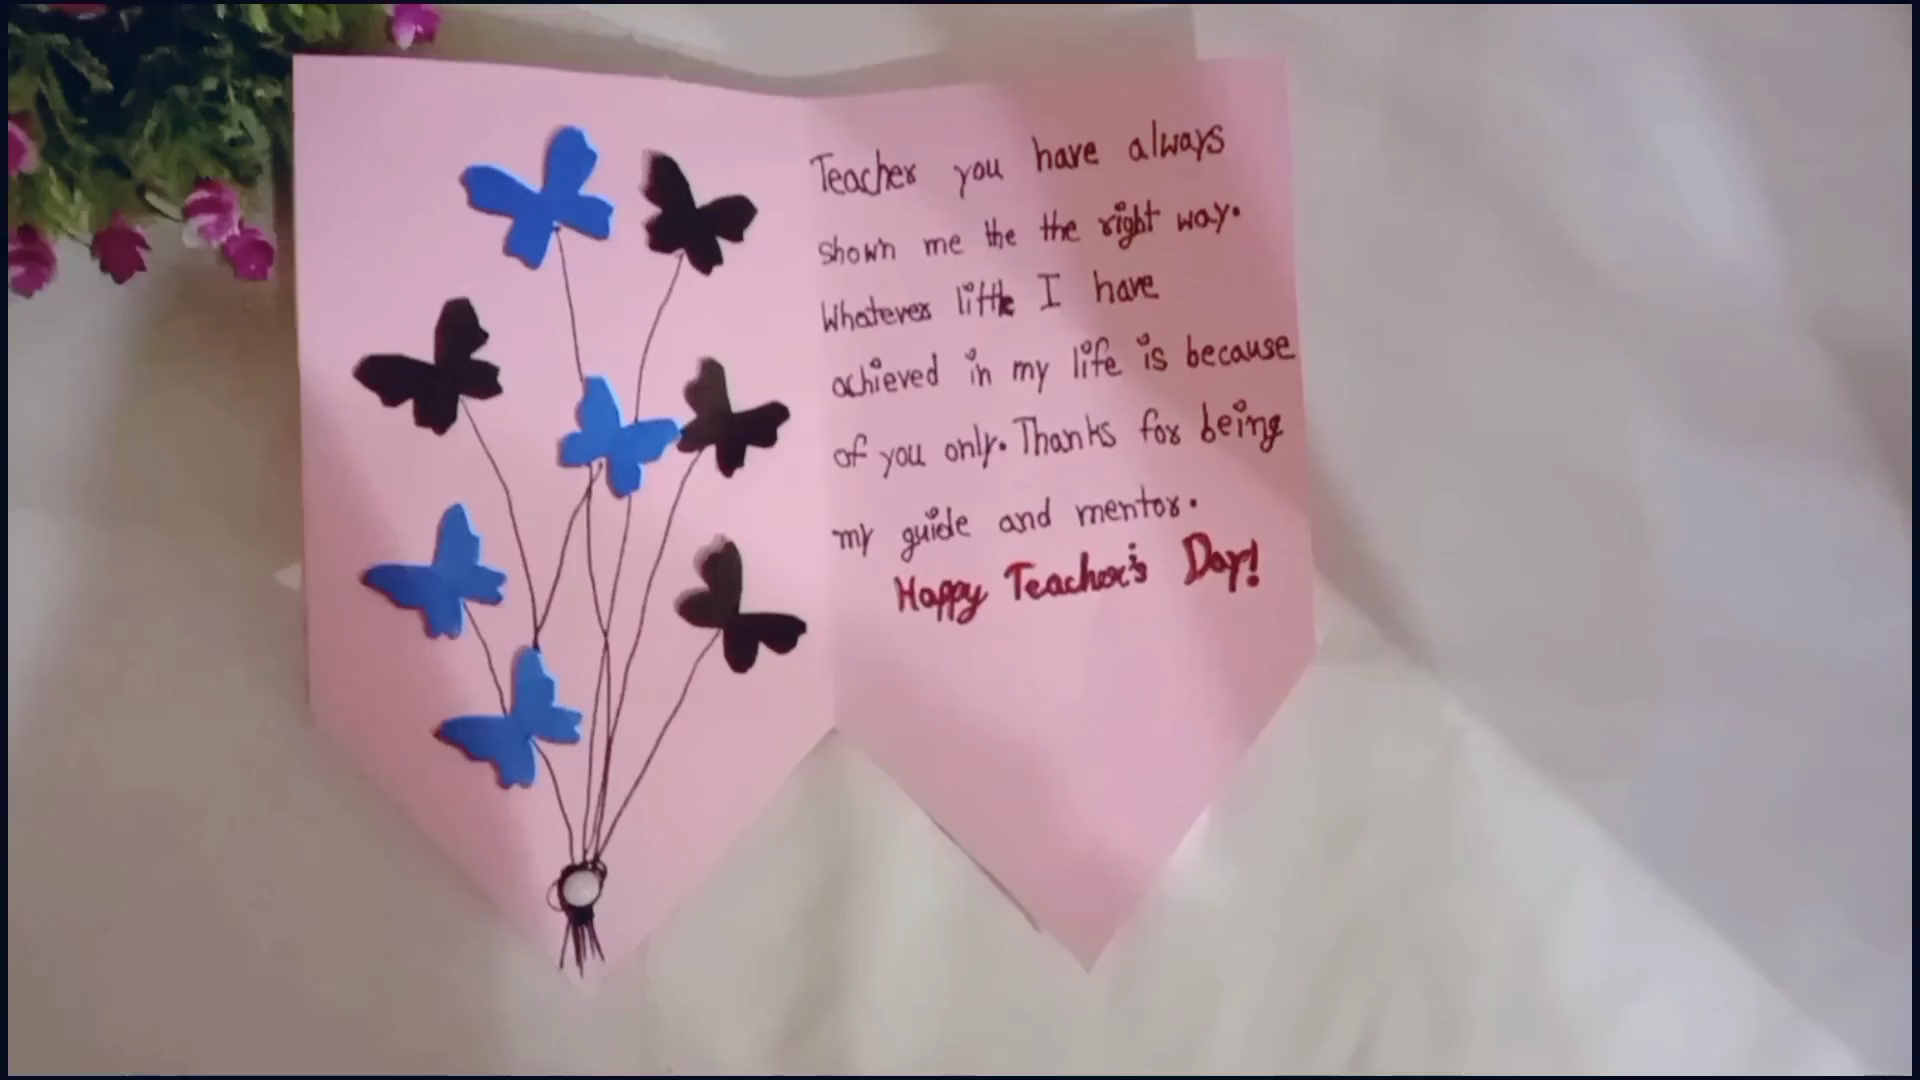 Teacher you have always
shown me the the right way.
Whatever little I have
achieved in my life is because
of you only. Thanks for being
my guide and mentor.
Happy Teacher's Day!